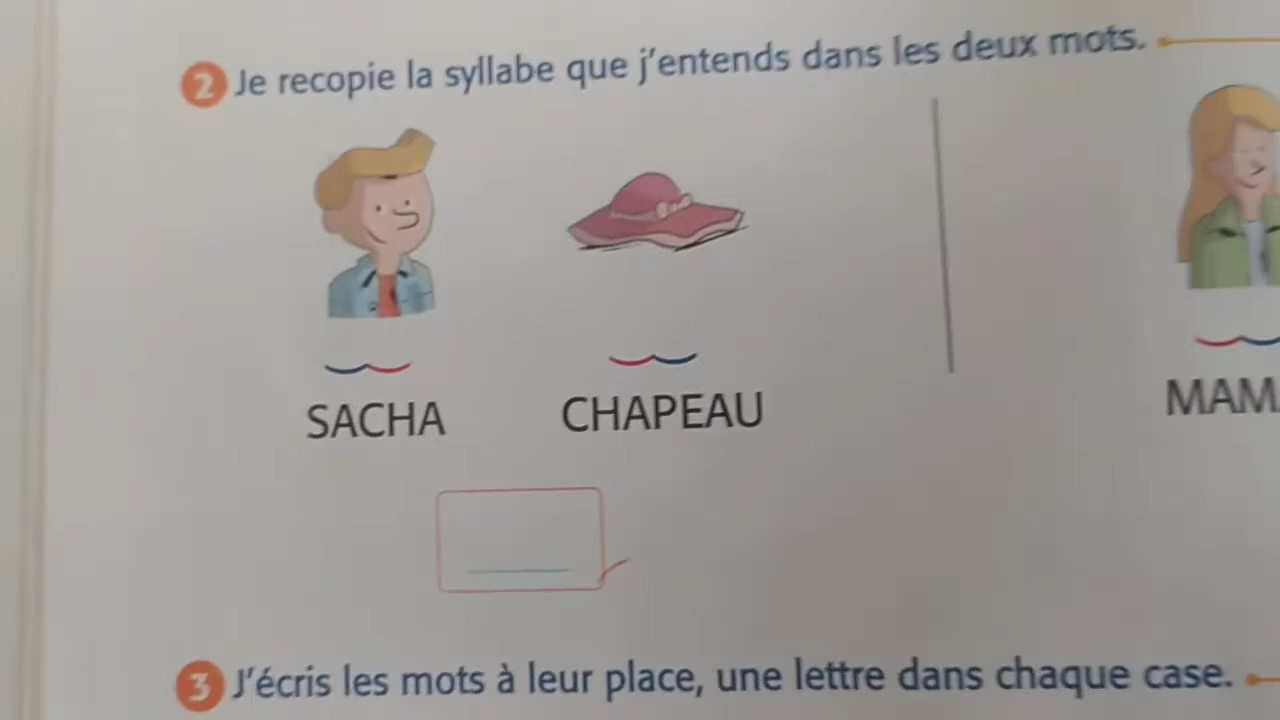 2 Je recopie la syllabe que j'entends dans les deux mots.
SACHA CHAPEAU MAM
3 J'écris les mots à leur place, une lettre dans chaque case.